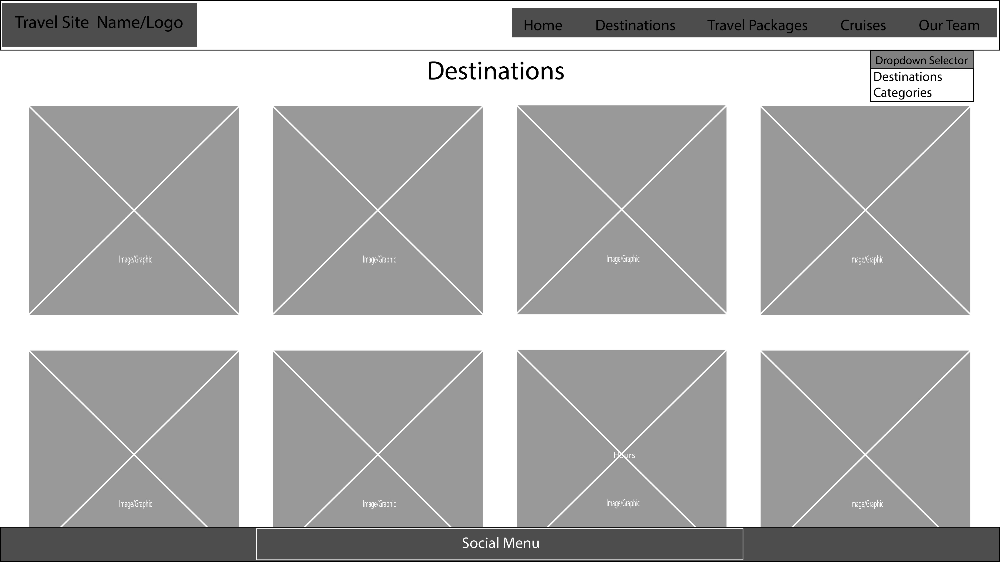 Travel Site  Name/Logo
Home Destinations Travel Packages Cruises Our Team
Destinations
Dropdown Selector
Destinations
Categories
Image/Graphic
Image/Graphic
Image/Graphic
Image/Graphic
Hours
Image/Graphic
Image/Graphic
Image/Graphic
Image/Graphic
Social Menu